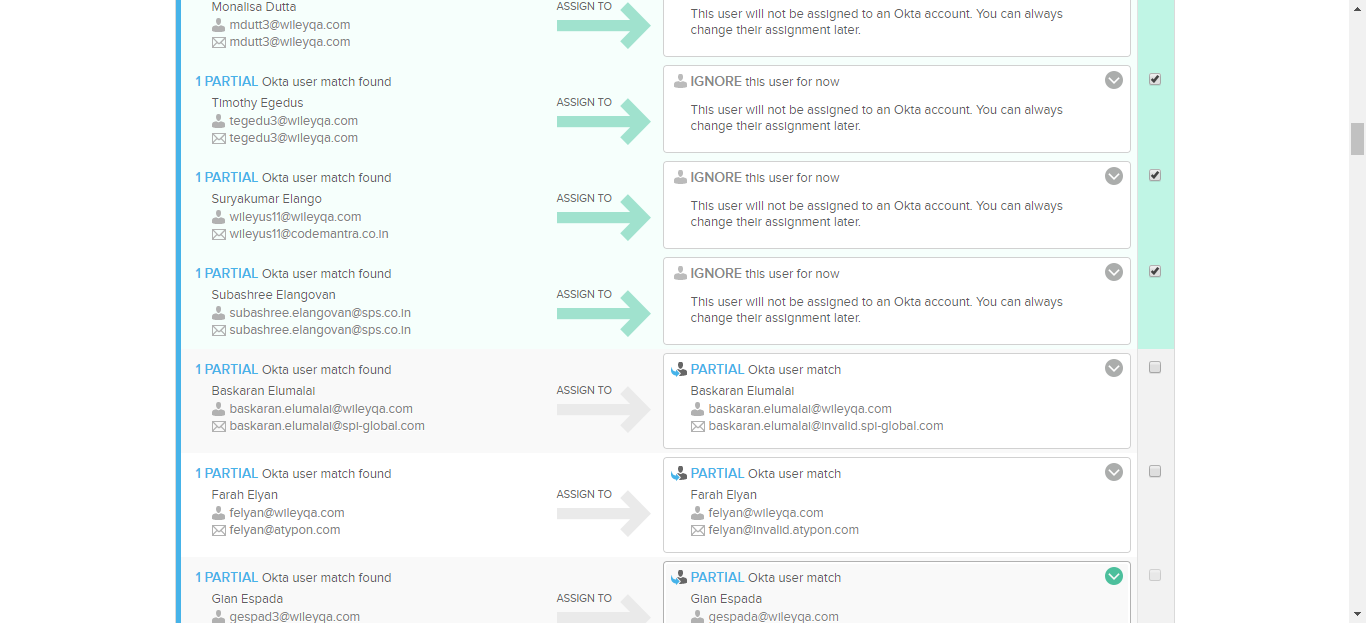 Monalisa Dutta
mdutt3@wileyqa.com
mdutt3@wileyqa.com
ASSIGN TO
This user will not be assigned to an Okta account. You can always
change their assignment later.
1 PARTIAL Okta user match found
Timothy Egedus
tegedu3@wileyqa.com
tegedu3@wileyqa.com
ASSIGN TO
IGNORE this user for now
This user will not be assigned to an Okta account. You can always
change their assignment later.
1 PARTIAL Okta user match found
Suryakumar Elango
wileyus11@wileyqa.com
wileyus11@codemantra.co.in
ASSIGN TO
IGNORE this user for now
This user will not be assigned to an Okta account. You can always
change their assignment later.
1 PARTIAL Okta user match found
Subashree Elangovan
subashree.elangovan@sps.co.in
subashree.elangovan@sps.co.in
ASSIGN TO
IGNORE this user for now
This user will not be assigned to an Okta account. You can always
change their assignment later.
1 PARTIAL Okta user match found
Baskaran Elumalai
baskaran.elumalai@wileyqa.com
baskaran.elumalai@spi-global.com
ASSIGN TO
PARTIAL Okta user match
Baskaran Elumalai
baskaran.elumalai@wileyqa.com
baskaran.elumalai@invalid.spi-global.com
1 PARTIAL Okta user match found
Farah Elyan
felyan@wileyqa.com
felyan@atypon.com
ASSIGN TO
PARTIAL Okta user match
Farah Elyan
felyan@wileyqa.com
felyan@invalid.atypon.com
1 PARTIAL Okta user match found
Gian Espada
gespad3@wileyqa.com
ASSIGN TO
PARTIAL Okta user match
Gian Espada
gespada@wileyqa.com